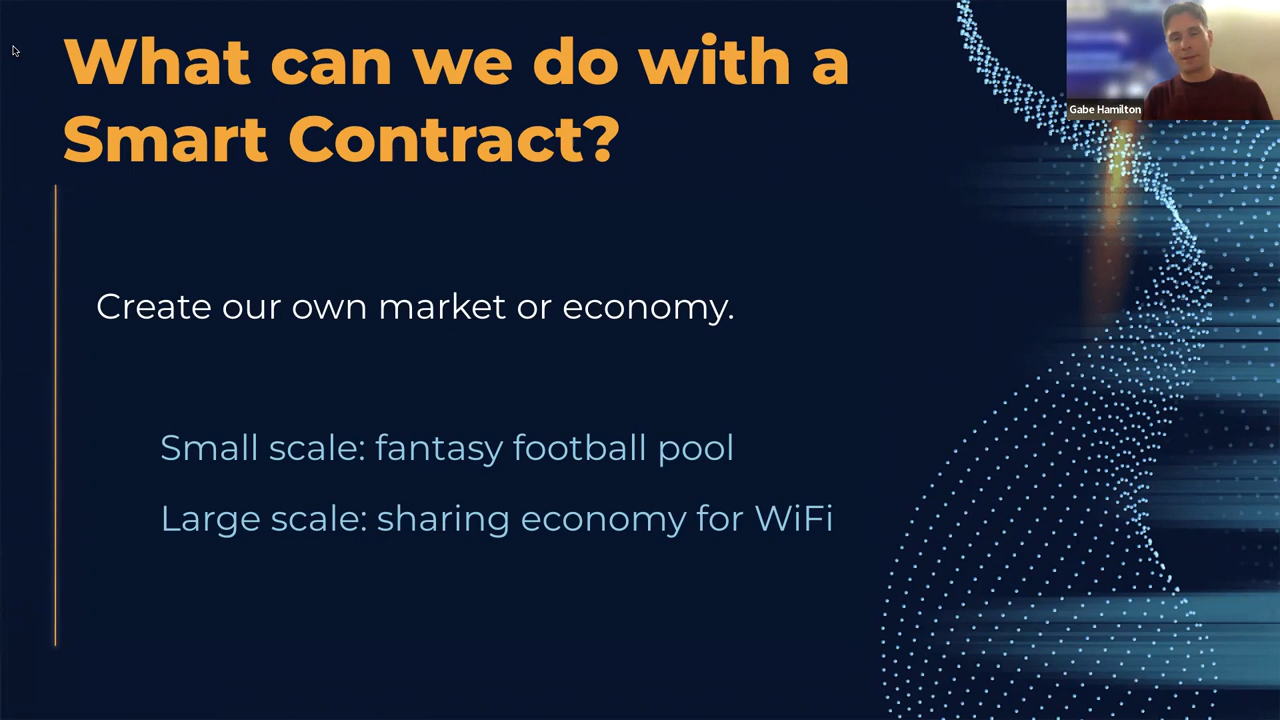 What can we do with a
Smart Contract?
Gabe Hamilton
Create our own market or economy.
Small scale: fantasy football pool
Large scale: sharing economy for WiFi